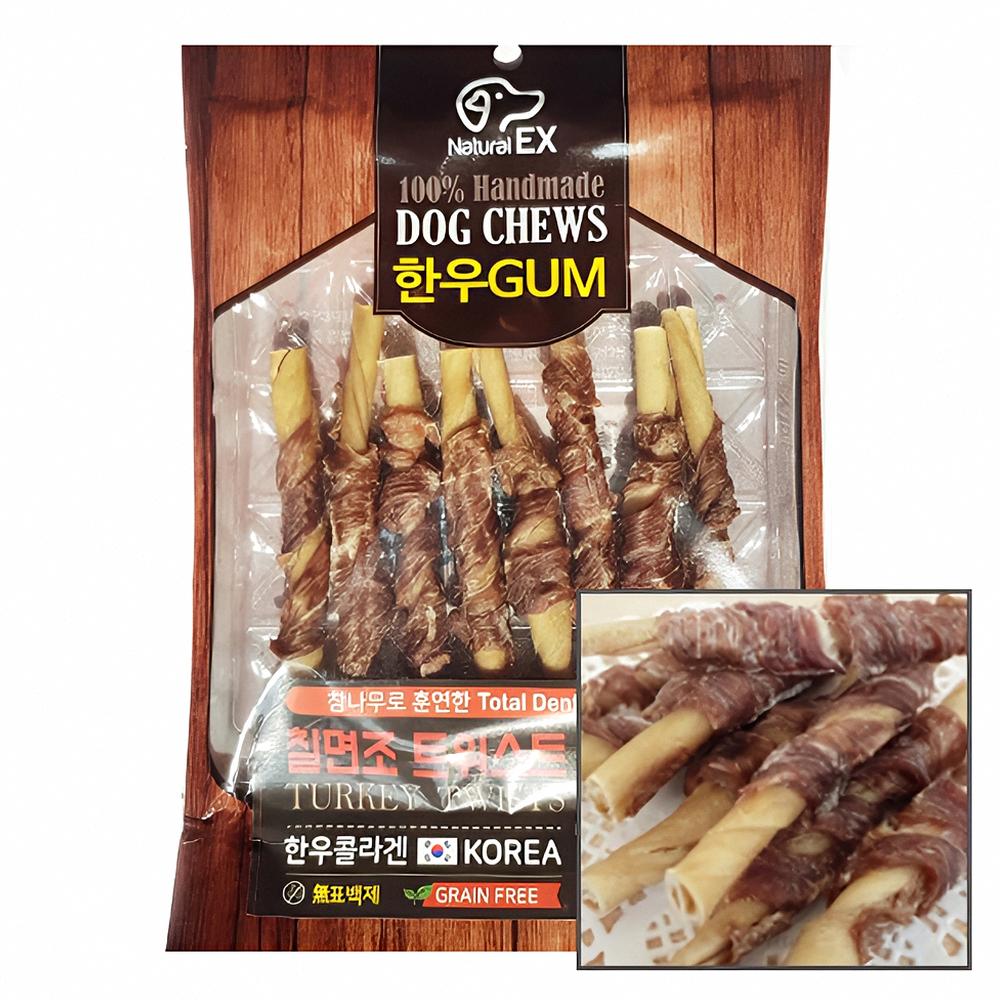 Natural EX
100% Handmade
DOG CHEWS
한우GUM
참나무로 훈연한 Total Den
칠면조 트위스트
TURKEY TWISTS
한우콜라겐 KOREA
無표백제 GRAIN FREE